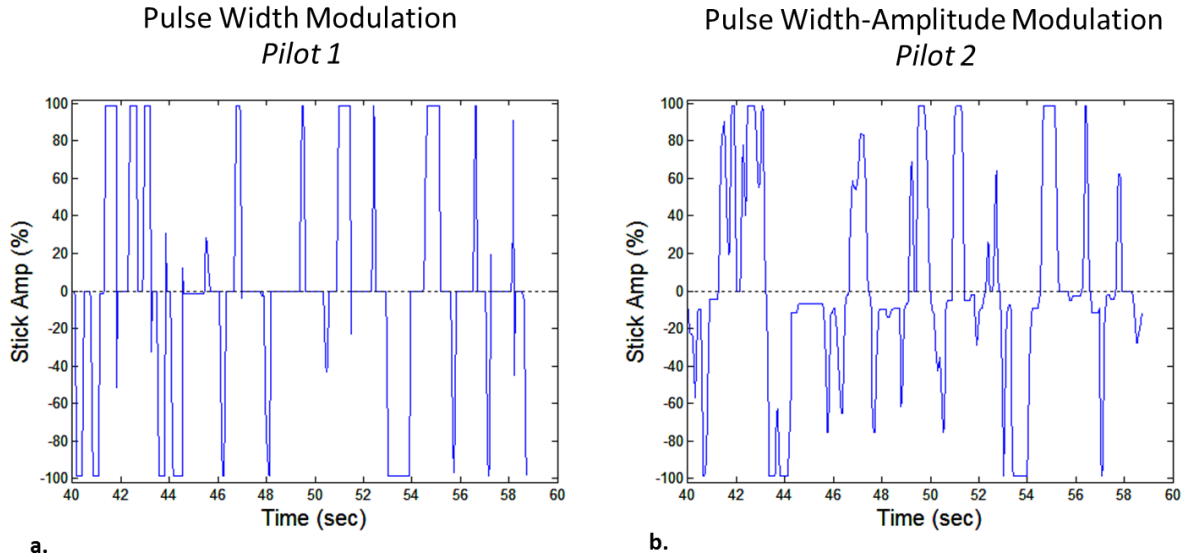 Pulse Width Modulation
Pilot 1
Pulse Width-Amplitude Modulation
Pilot 2
Stick Amp (%)
100
80
60
40
20
0
-20
-40
-60
-80
-100
40 42 44 46 48 50 52 54 56 58 60
Time (sec)
a.
Stick Amp (%)
100
80
60
40
20
0
-20
-40
-60
-80
-100
40 42 44 46 48 50 52 54 56 58 60
Time (sec)
b.